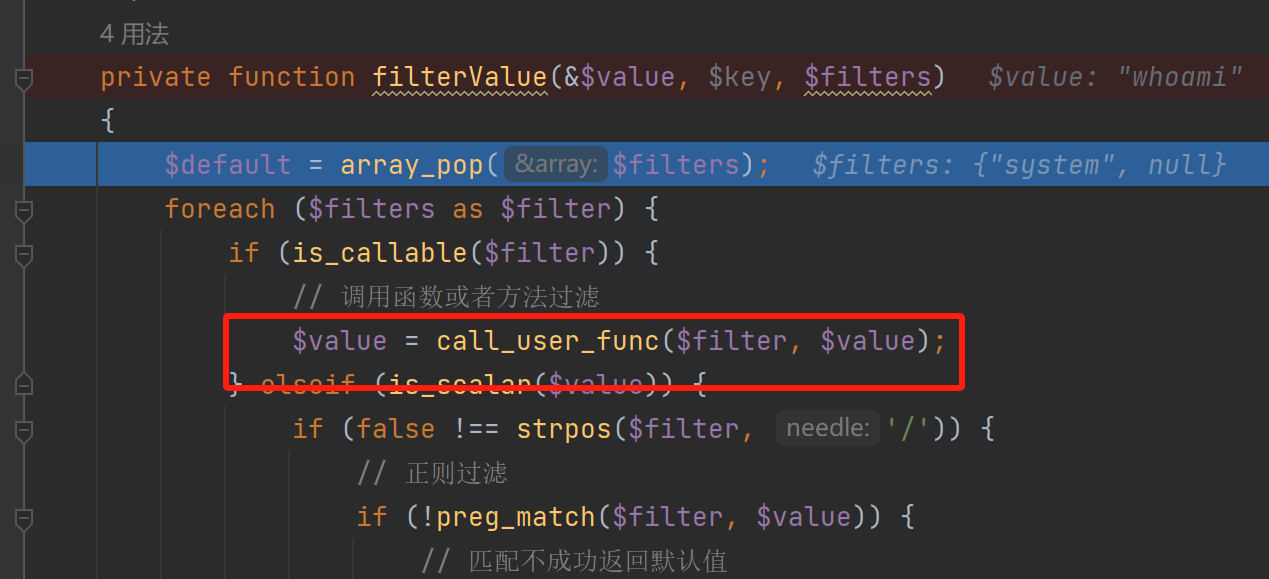 4 用法
private function filterValue(&$value, $key, $filters) $value: "whoami"
{
$default = array_pop( &array: $filters); $filters: {"system", null}
foreach ($filters as $filter) {
if (is_callable($filter)) {
// 调用函数或者方法过滤
$value = call_user_func($filter, $value);
} elseif (is_scalar($value)) {
if (false !== strpos($filter, needle: '/')) {
// 正则过滤
if (!preg_match($filter, $value)) {
// 匹配不成功返回默认值